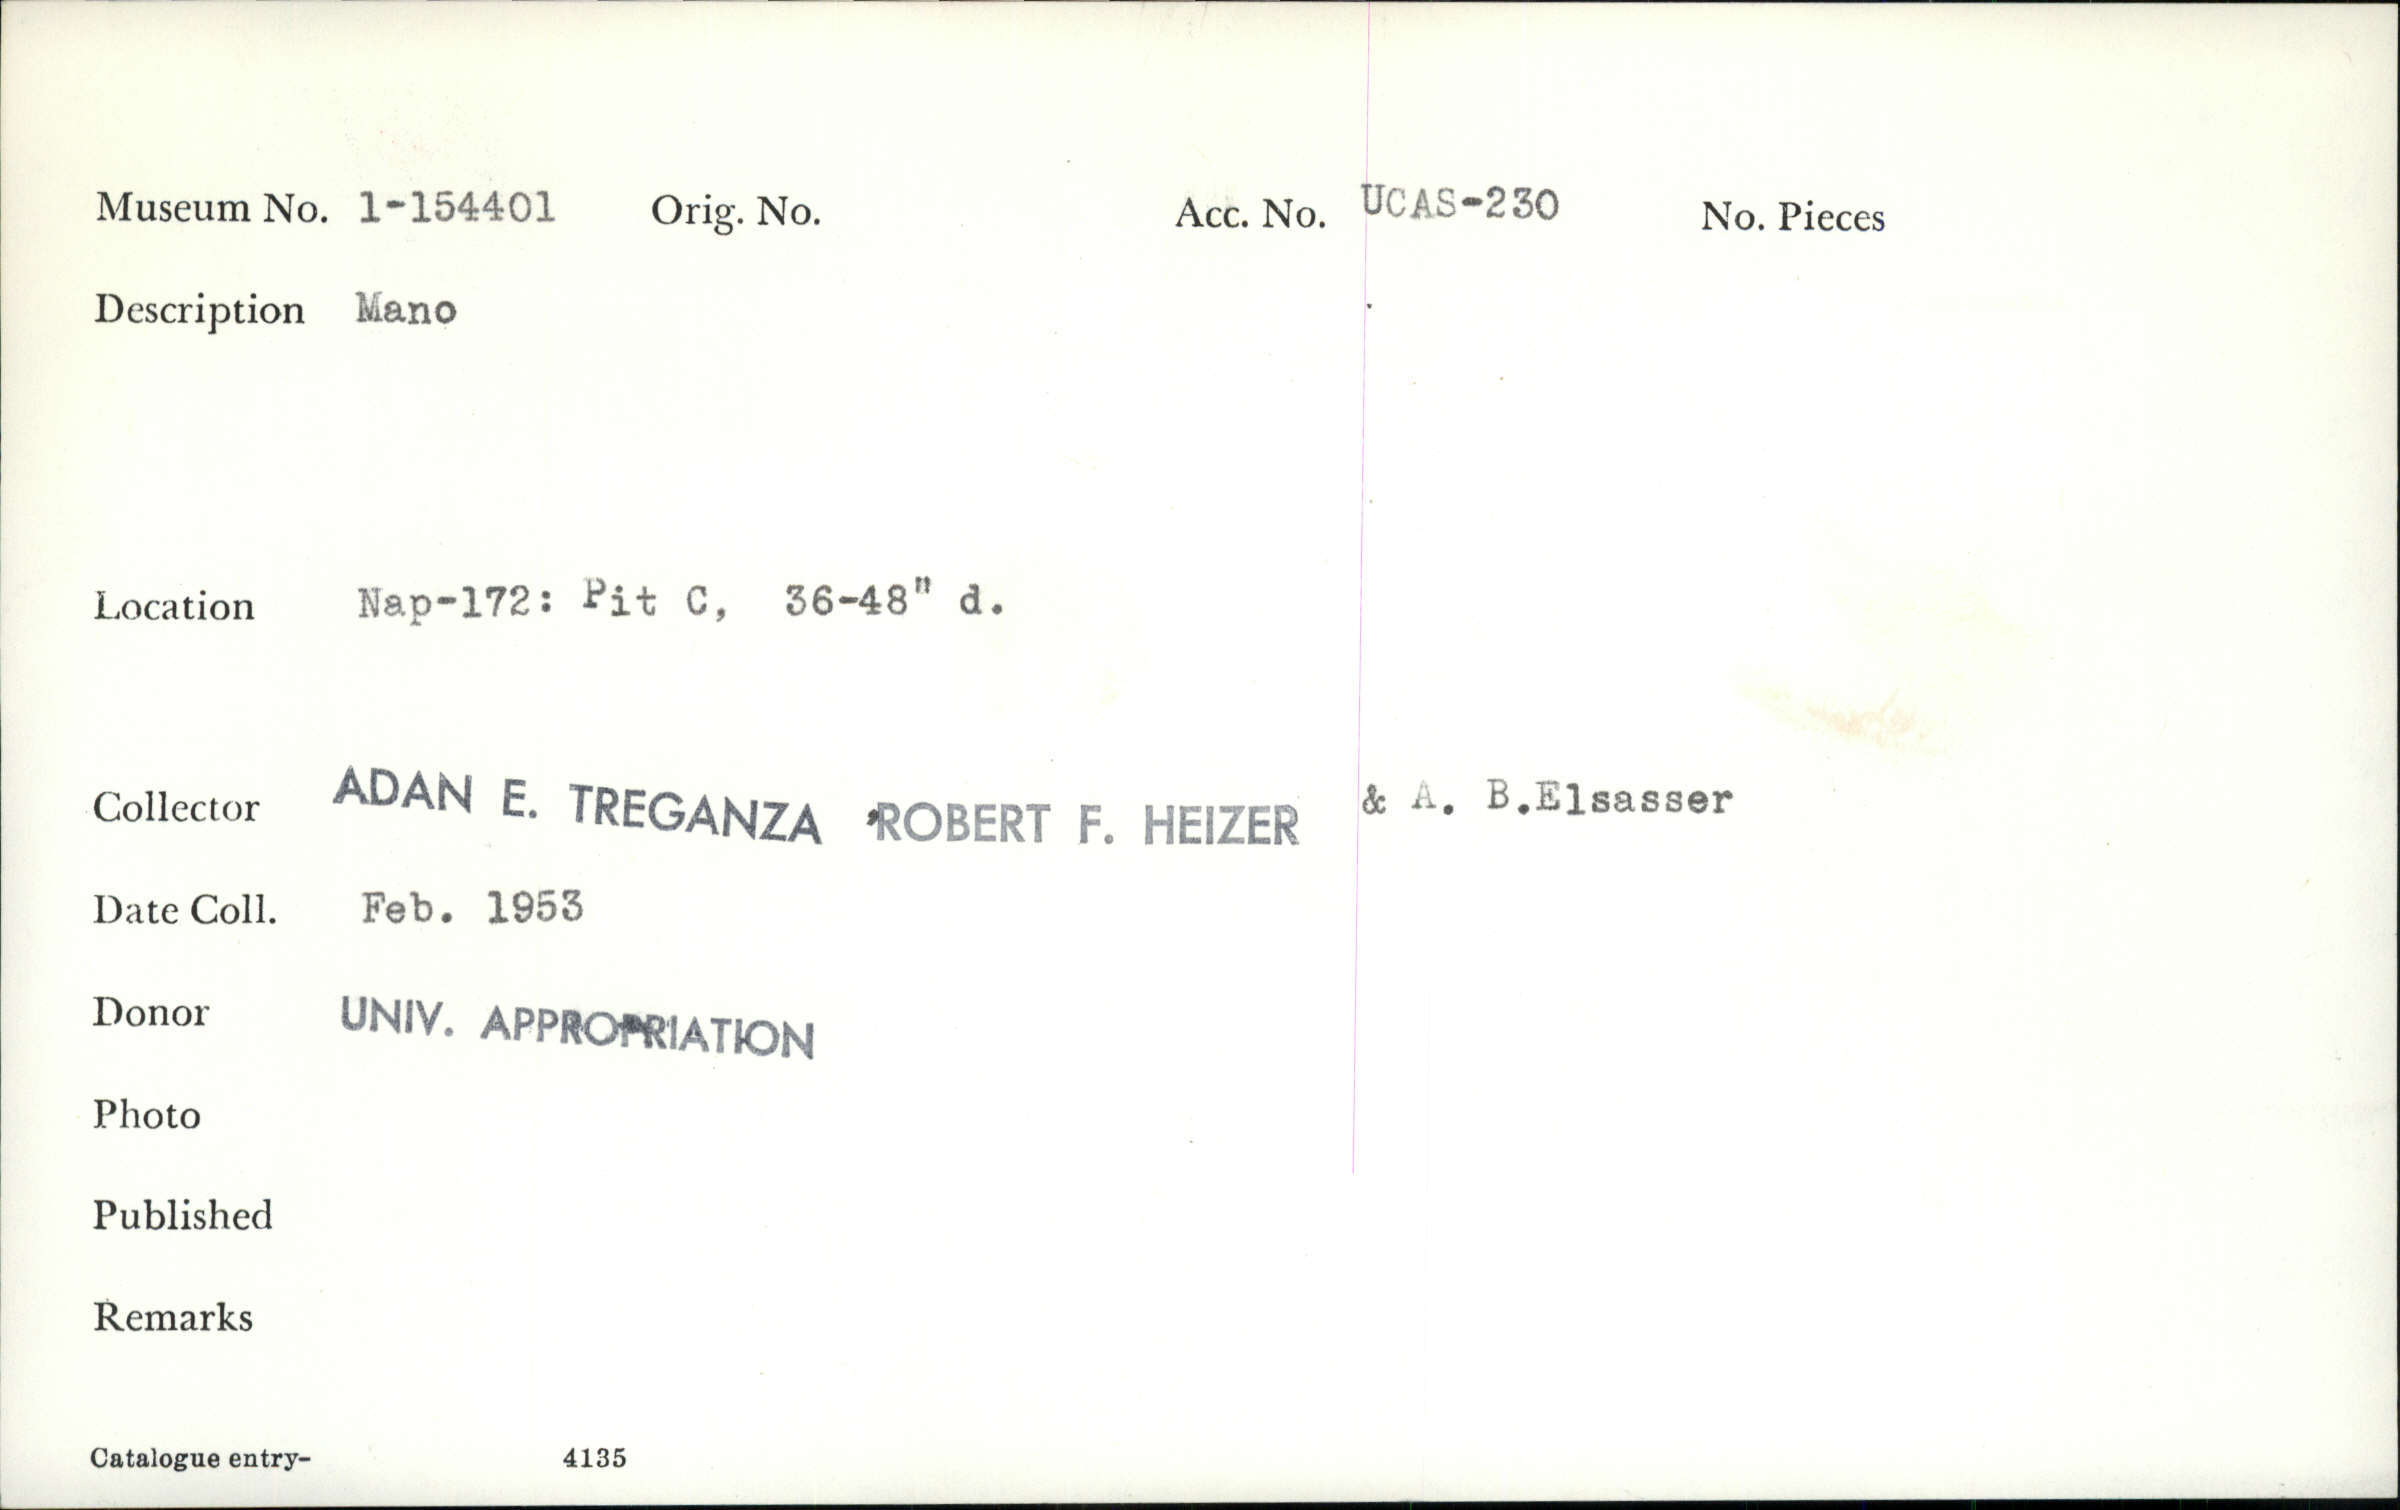 Museum No. 1-154401 Orig. No. Acc. No. UCAS-230 No. Pieces
Description Mano
Location Nap-172: Pit C, 36-48" d.
Collector ADAN E. TREGANZA ROBERT F. HEIZER & A. B.Elsasser
Date Coll. Feb. 1953
Donor UNIV. APPROPRIATION
Photo
Published
Remarks
Catalogue entry- 4135